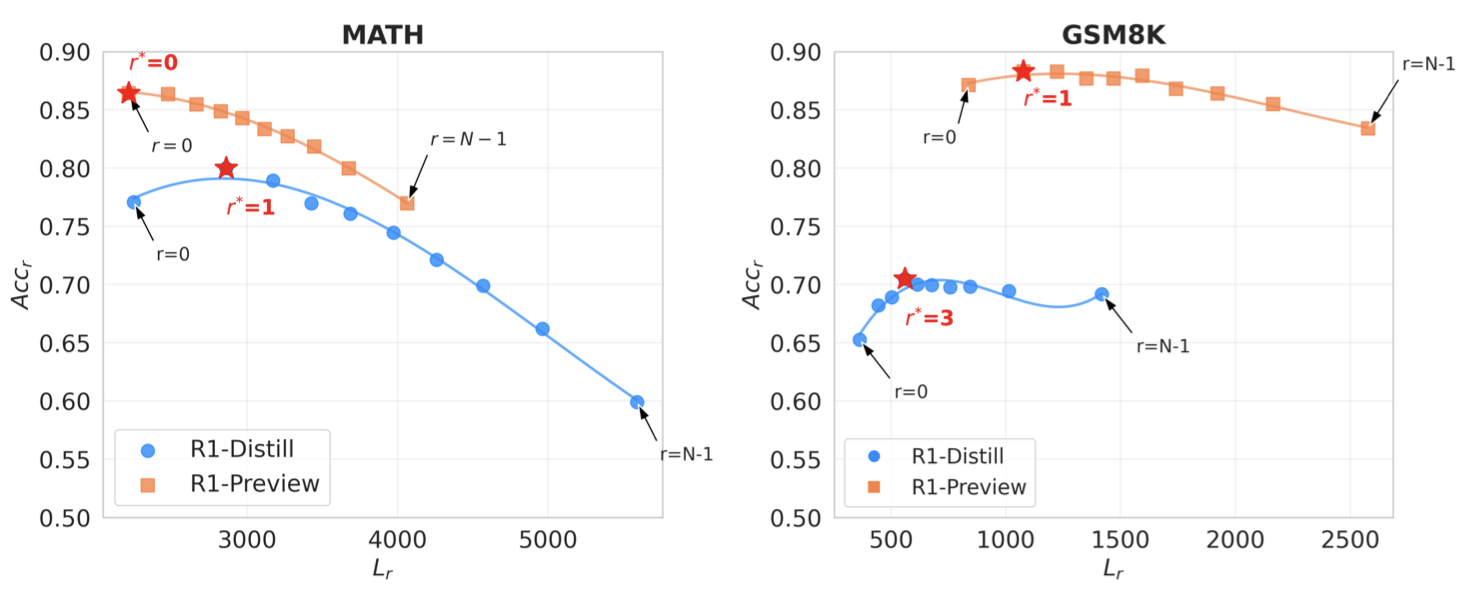 MATH
0.90
0.85
0.80
0.75
0.70
0.65
0.60
0.55
0.50
Acc_r
r*=0
r=0
r=N-1
r*=1
r=0
r=N-1
R1-Distill
R1-Preview
3000 4000 5000
L_r
GSM8K
0.90
0.85
0.80
0.75
0.70
0.65
0.60
0.55
0.50
Acc_r
r=N-1
r*=1
r=0
r*=3
r=N-1
r=0
R1-Distill
R1-Preview
500 1000 1500 2000 2500
L_r